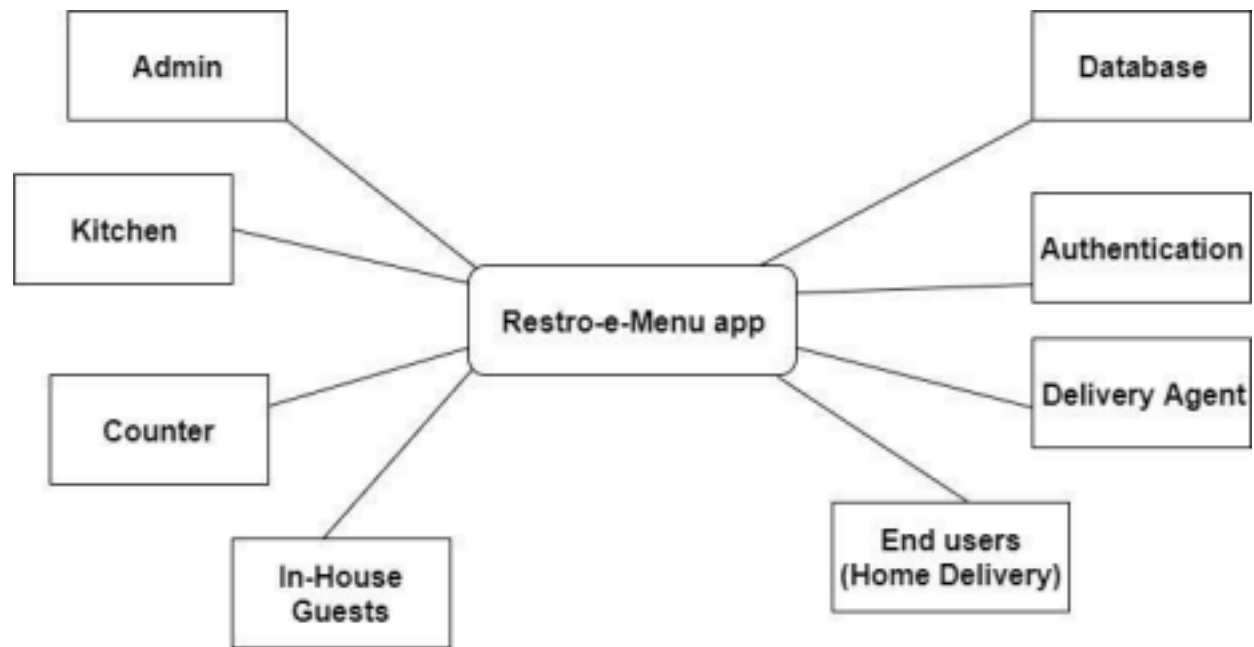 Admin
Database
Kitchen
Authentication
Restro-e-Menu app
Delivery Agent
Counter
End users
(Home Delivery)
In-House
Guests